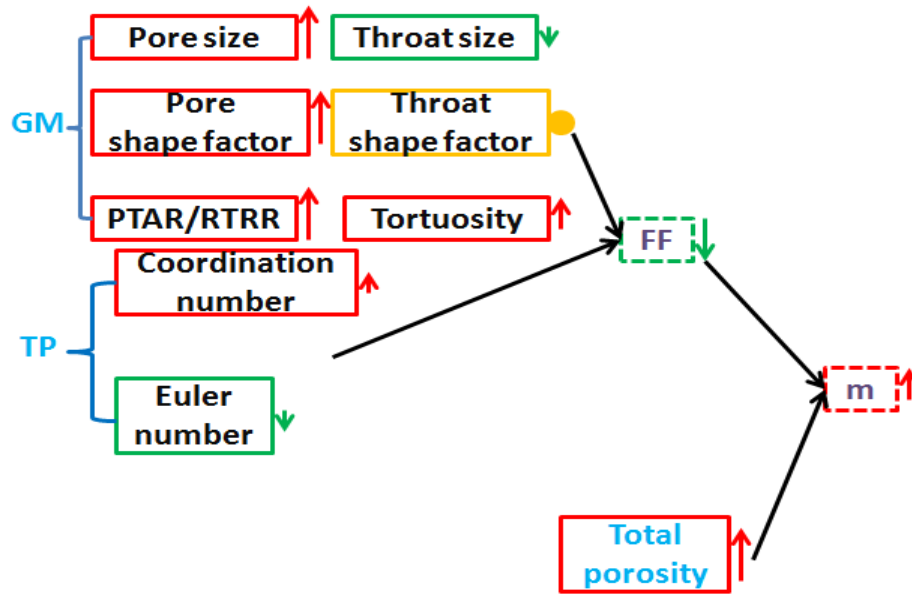 Pore size
Throat size
GM
Pore
shape factor
Throat
shape factor
PTAR/RTRR
Tortuosity
FF
Coordination
number
TP
Euler
number
m
Total
porosity